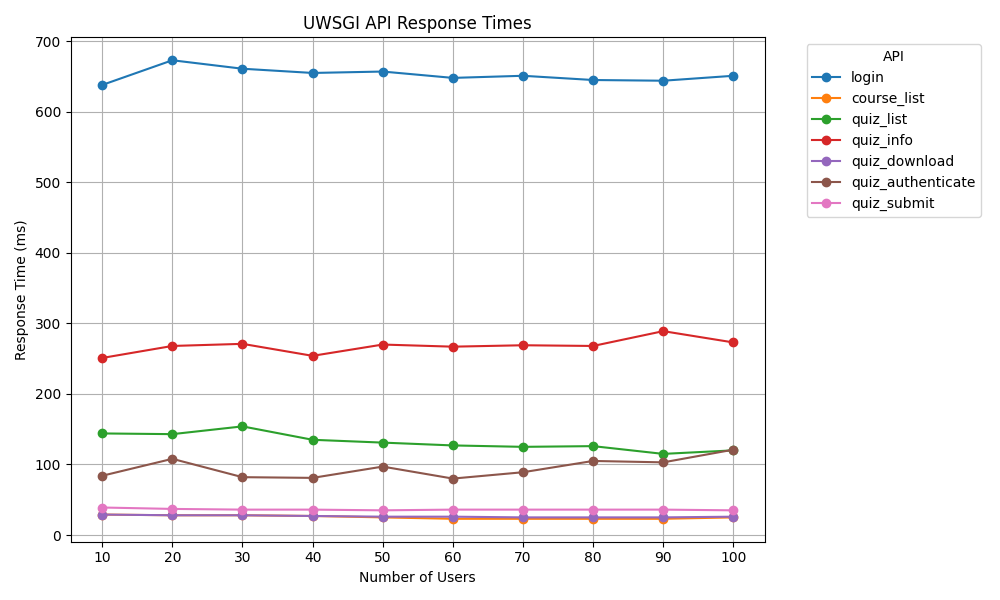 UWSGI API Response Times
Response Time (ms)
700
600
500
400
300
200
100
0
10 20 30 40 50 60 70 80 90 100
Number of Users
API
login
course_list
quiz_list
quiz_info
quiz_download
quiz_authenticate
quiz_submit